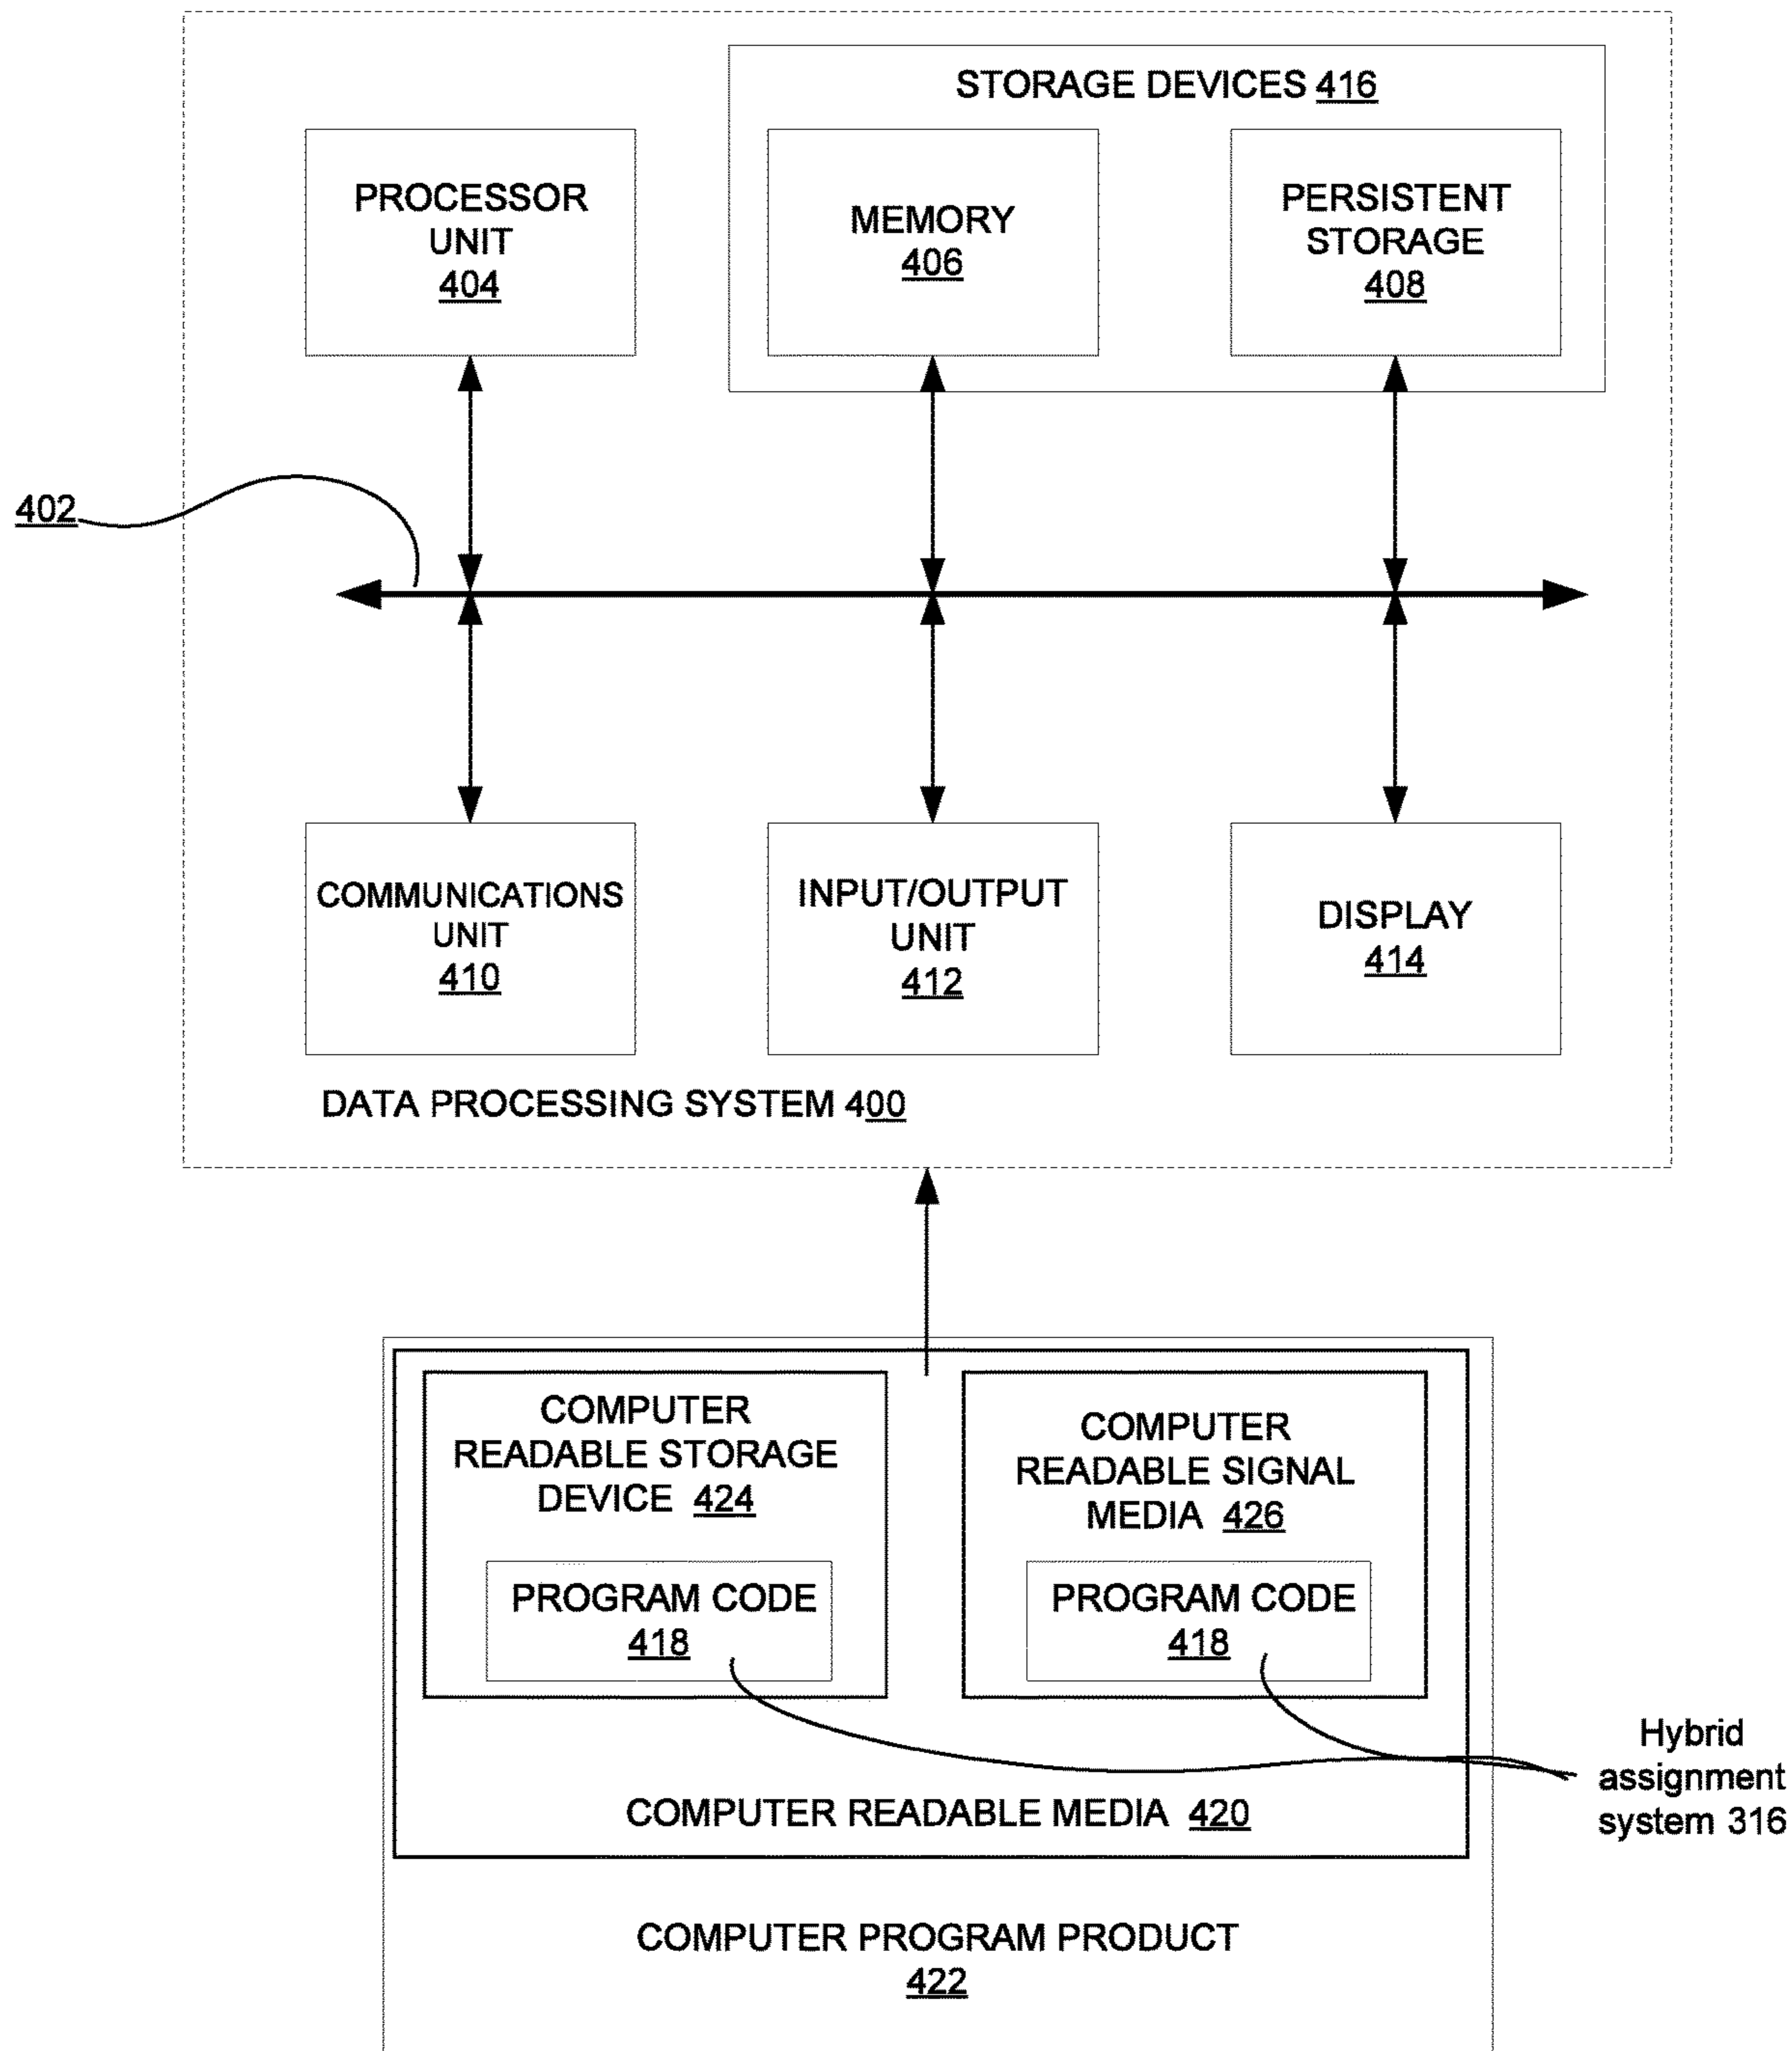 STORAGE DEVICES 416
PROCESSOR
UNIT
404
MEMORY
406
PERSISTENT
STORAGE
408
402
COMMUNICATIONS
UNIT
410
INPUT/OUTPUT
UNIT
412
DISPLAY
414
DATA PROCESSING SYSTEM 400
COMPUTER
READABLE STORAGE
DEVICE 424
PROGRAM CODE
418
COMPUTER
READABLE SIGNAL
MEDIA 426
PROGRAM CODE
418
Hybrid
assignment
system 316
COMPUTER READABLE MEDIA 420
COMPUTER PROGRAM PRODUCT
422